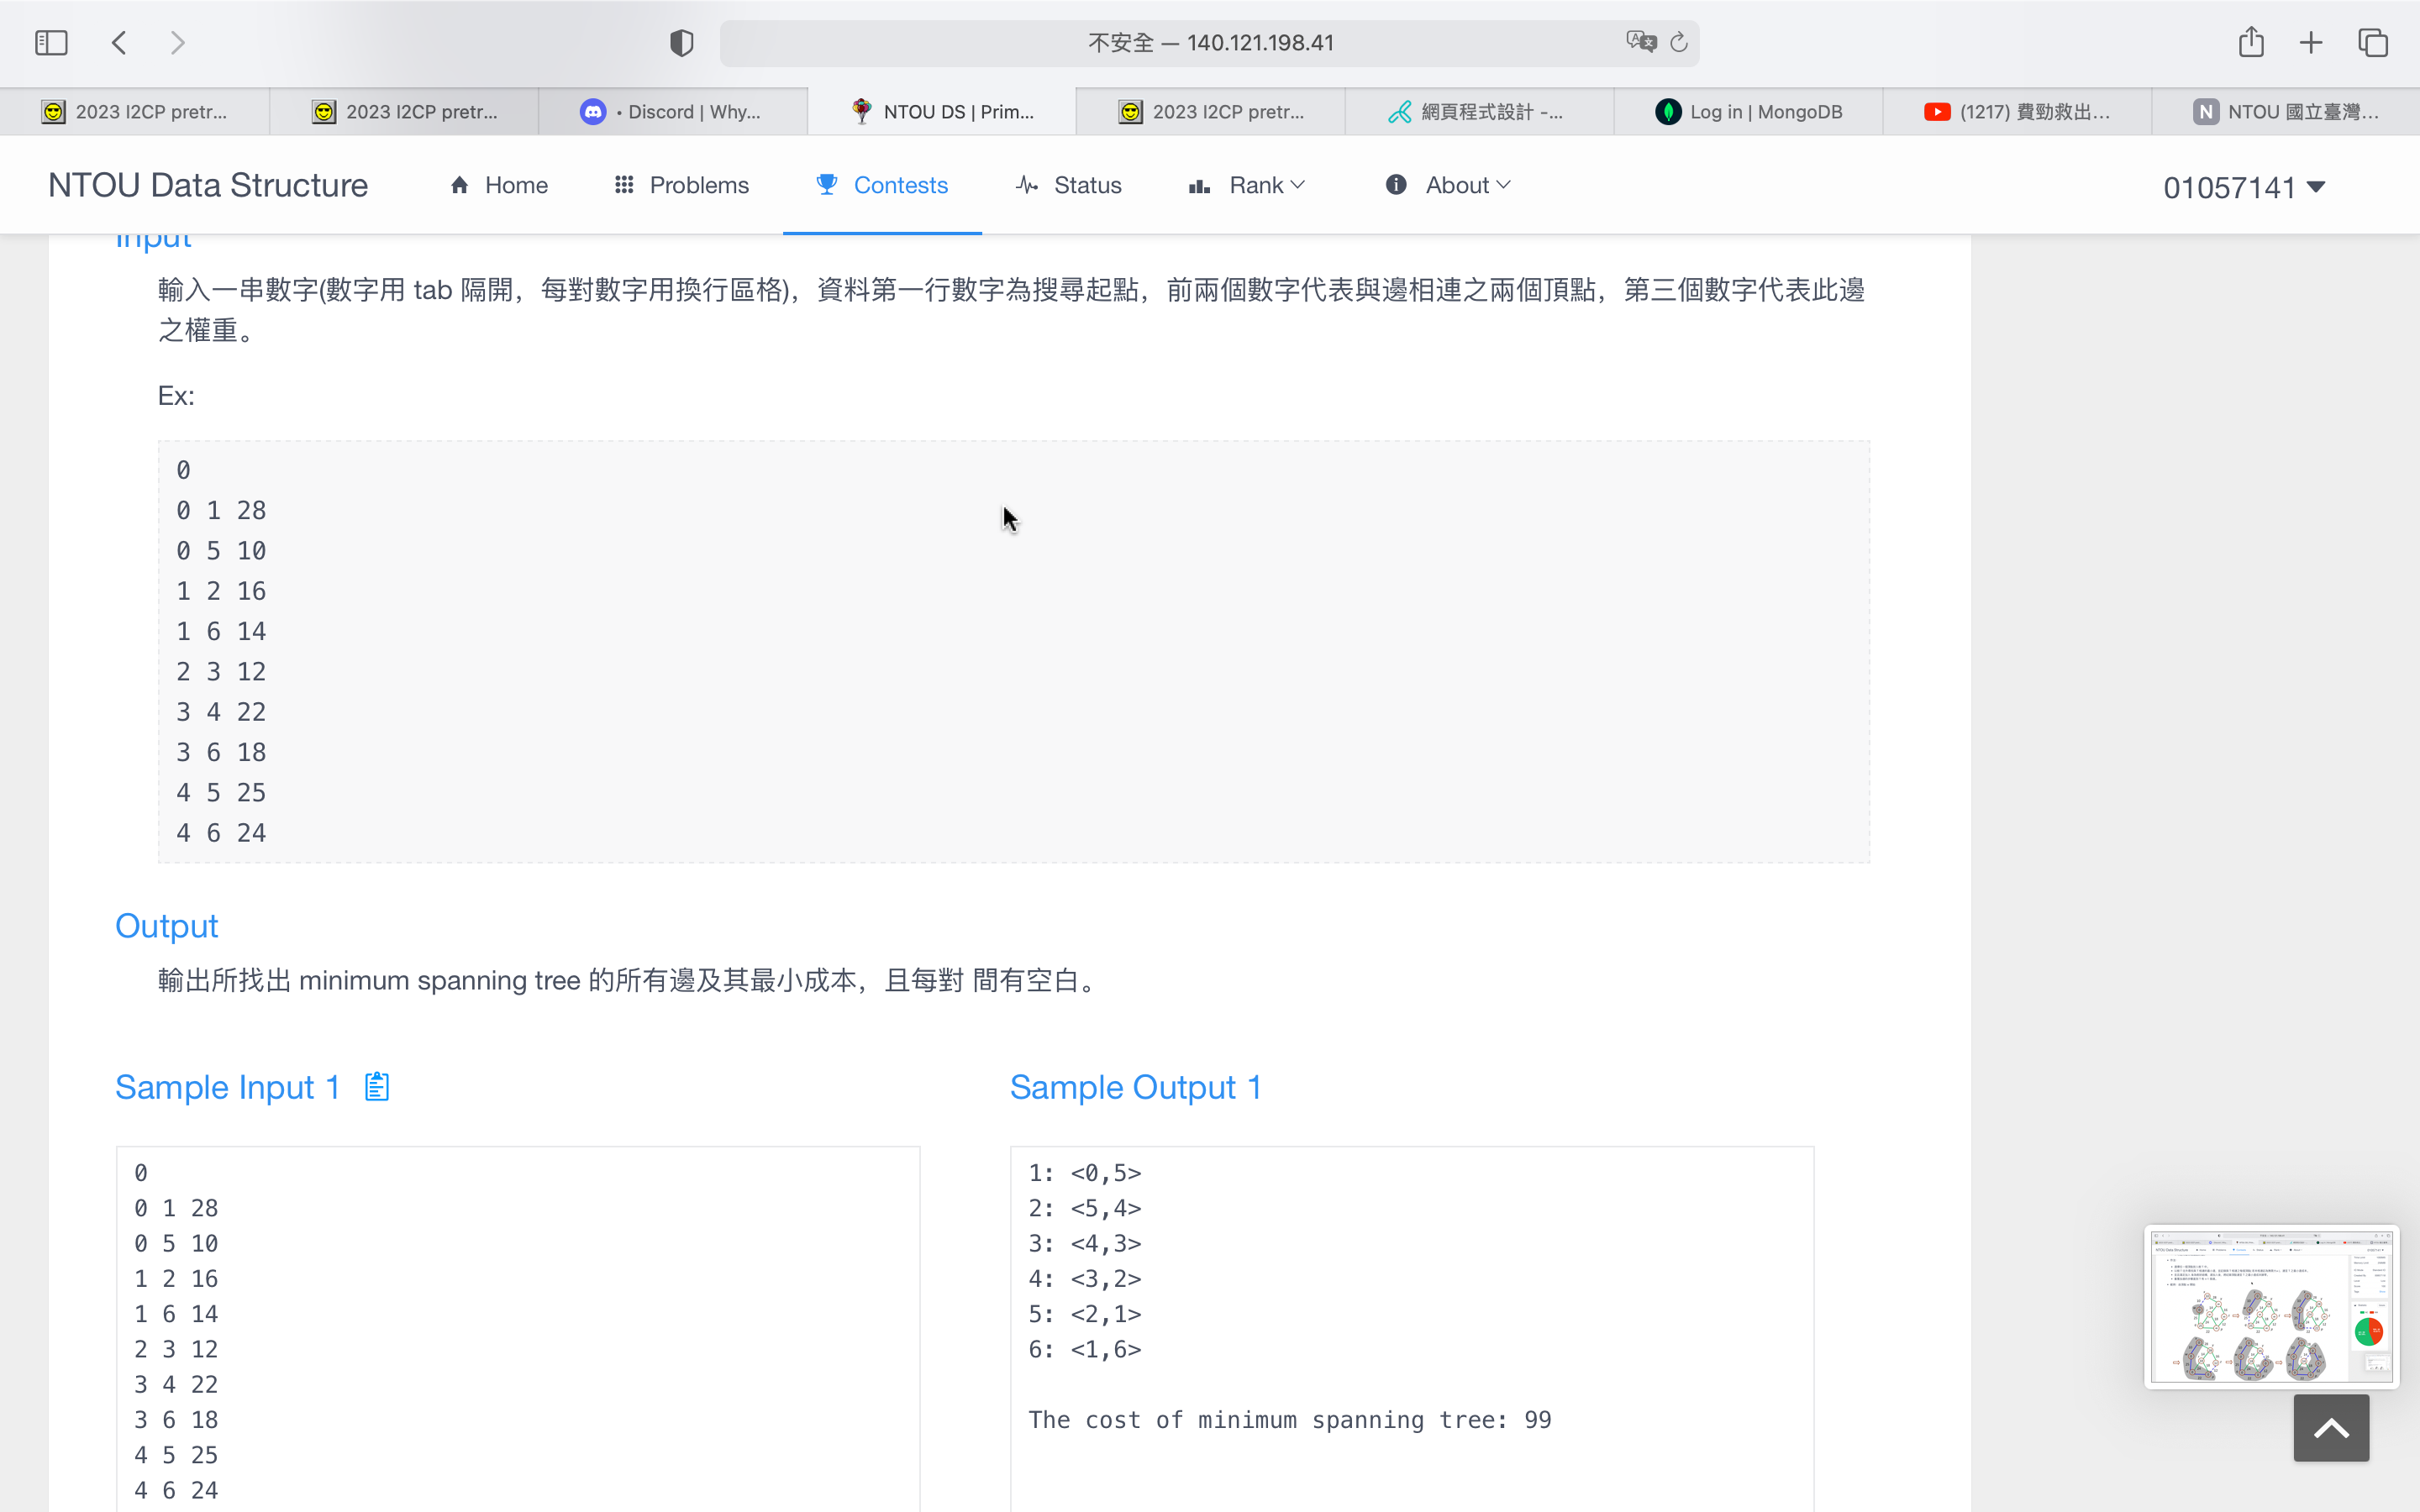 不安全 — 140.121.198.41
2023 I2CP pretr...
2023 I2CP pretr...
• Discord | Why...
NTOU DS | Prim...
2023 I2CP pretr...
網頁程式設計 -...
Log in | MongoDB
(1217) 費勁救出...
N NTOU 國立臺灣...
NTOU Data Structure
Home
Problems
Contests
Status
Rank
About
01057141
Input
輸入一串數字(數字用 tab 隔開，每對數字用換行區格)，資料第一行數字為搜尋起點，前兩個數字代表與邊相連之兩個頂點，第三個數字代表此邊
之權重。
Ex:
0
0 1 28
0 5 10
1 2 16
1 6 14
2 3 12
3 4 22
3 6 18
4 5 25
4 6 24
Output
輸出所找出 minimum spanning tree 的所有邊及其最小成本，且每對 間有空白。
Sample Input 1
0
0 1 28
0 5 10
1 2 16
1 6 14
2 3 12
3 4 22
3 6 18
4 5 25
4 6 24
Sample Output 1
1: <0,5>
2: <5,4>
3: <4,3>
4: <3,2>
5: <2,1>
6: <1,6>
The cost of minimum spanning tree: 99